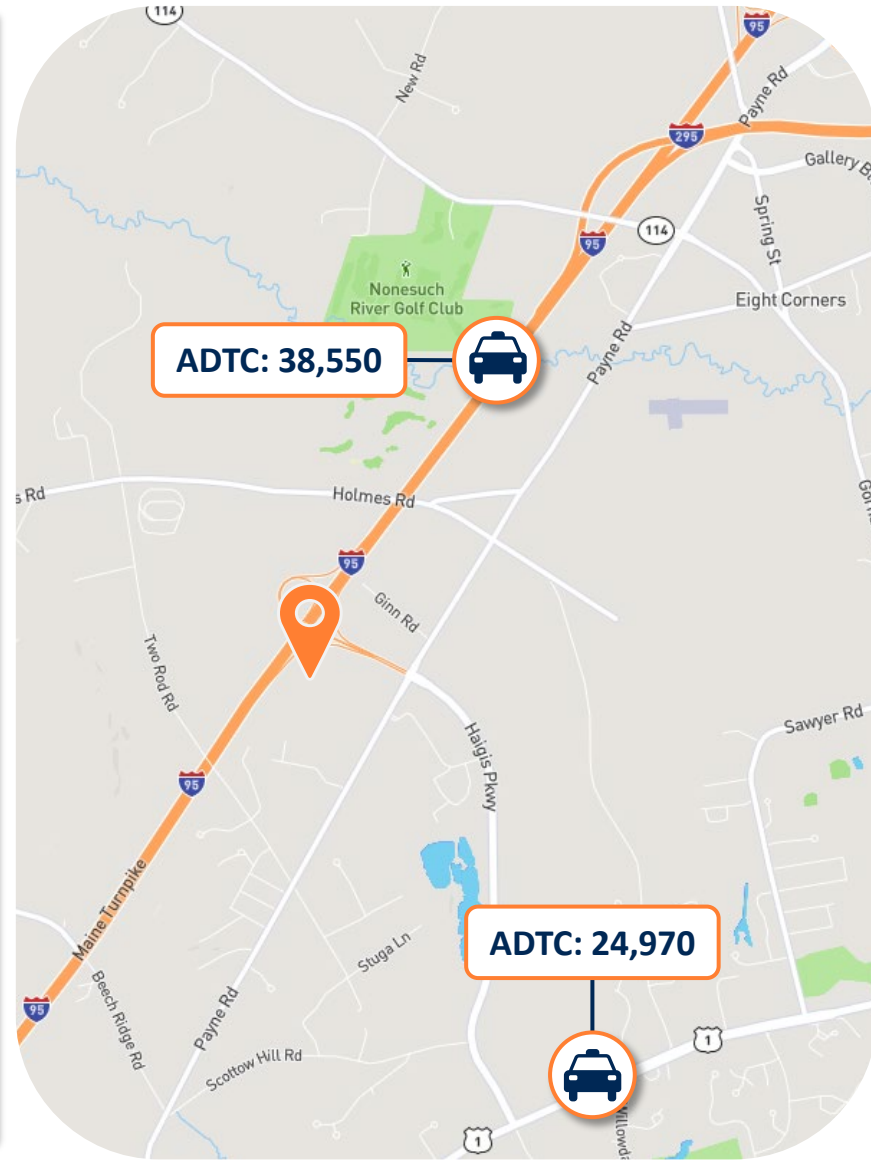 114
95
New Rd
Payne Rd
295
Gallery B
Spring St
114
95
Nonesuch
River Golf Club
Eight Corners
ADTC: 38,550
Payne Rd
s Rd
Holmes Rd
Gorh
95
Ginn Rd
Two Rod Rd
Haigis Pkwy
Sawyer Rd
95
Maine Turnpike
ADTC: 24,970
Stuga Ln
Beech Ridge Rd
95
Payne Rd
Scottow Hill Rd
1
Willowda
1